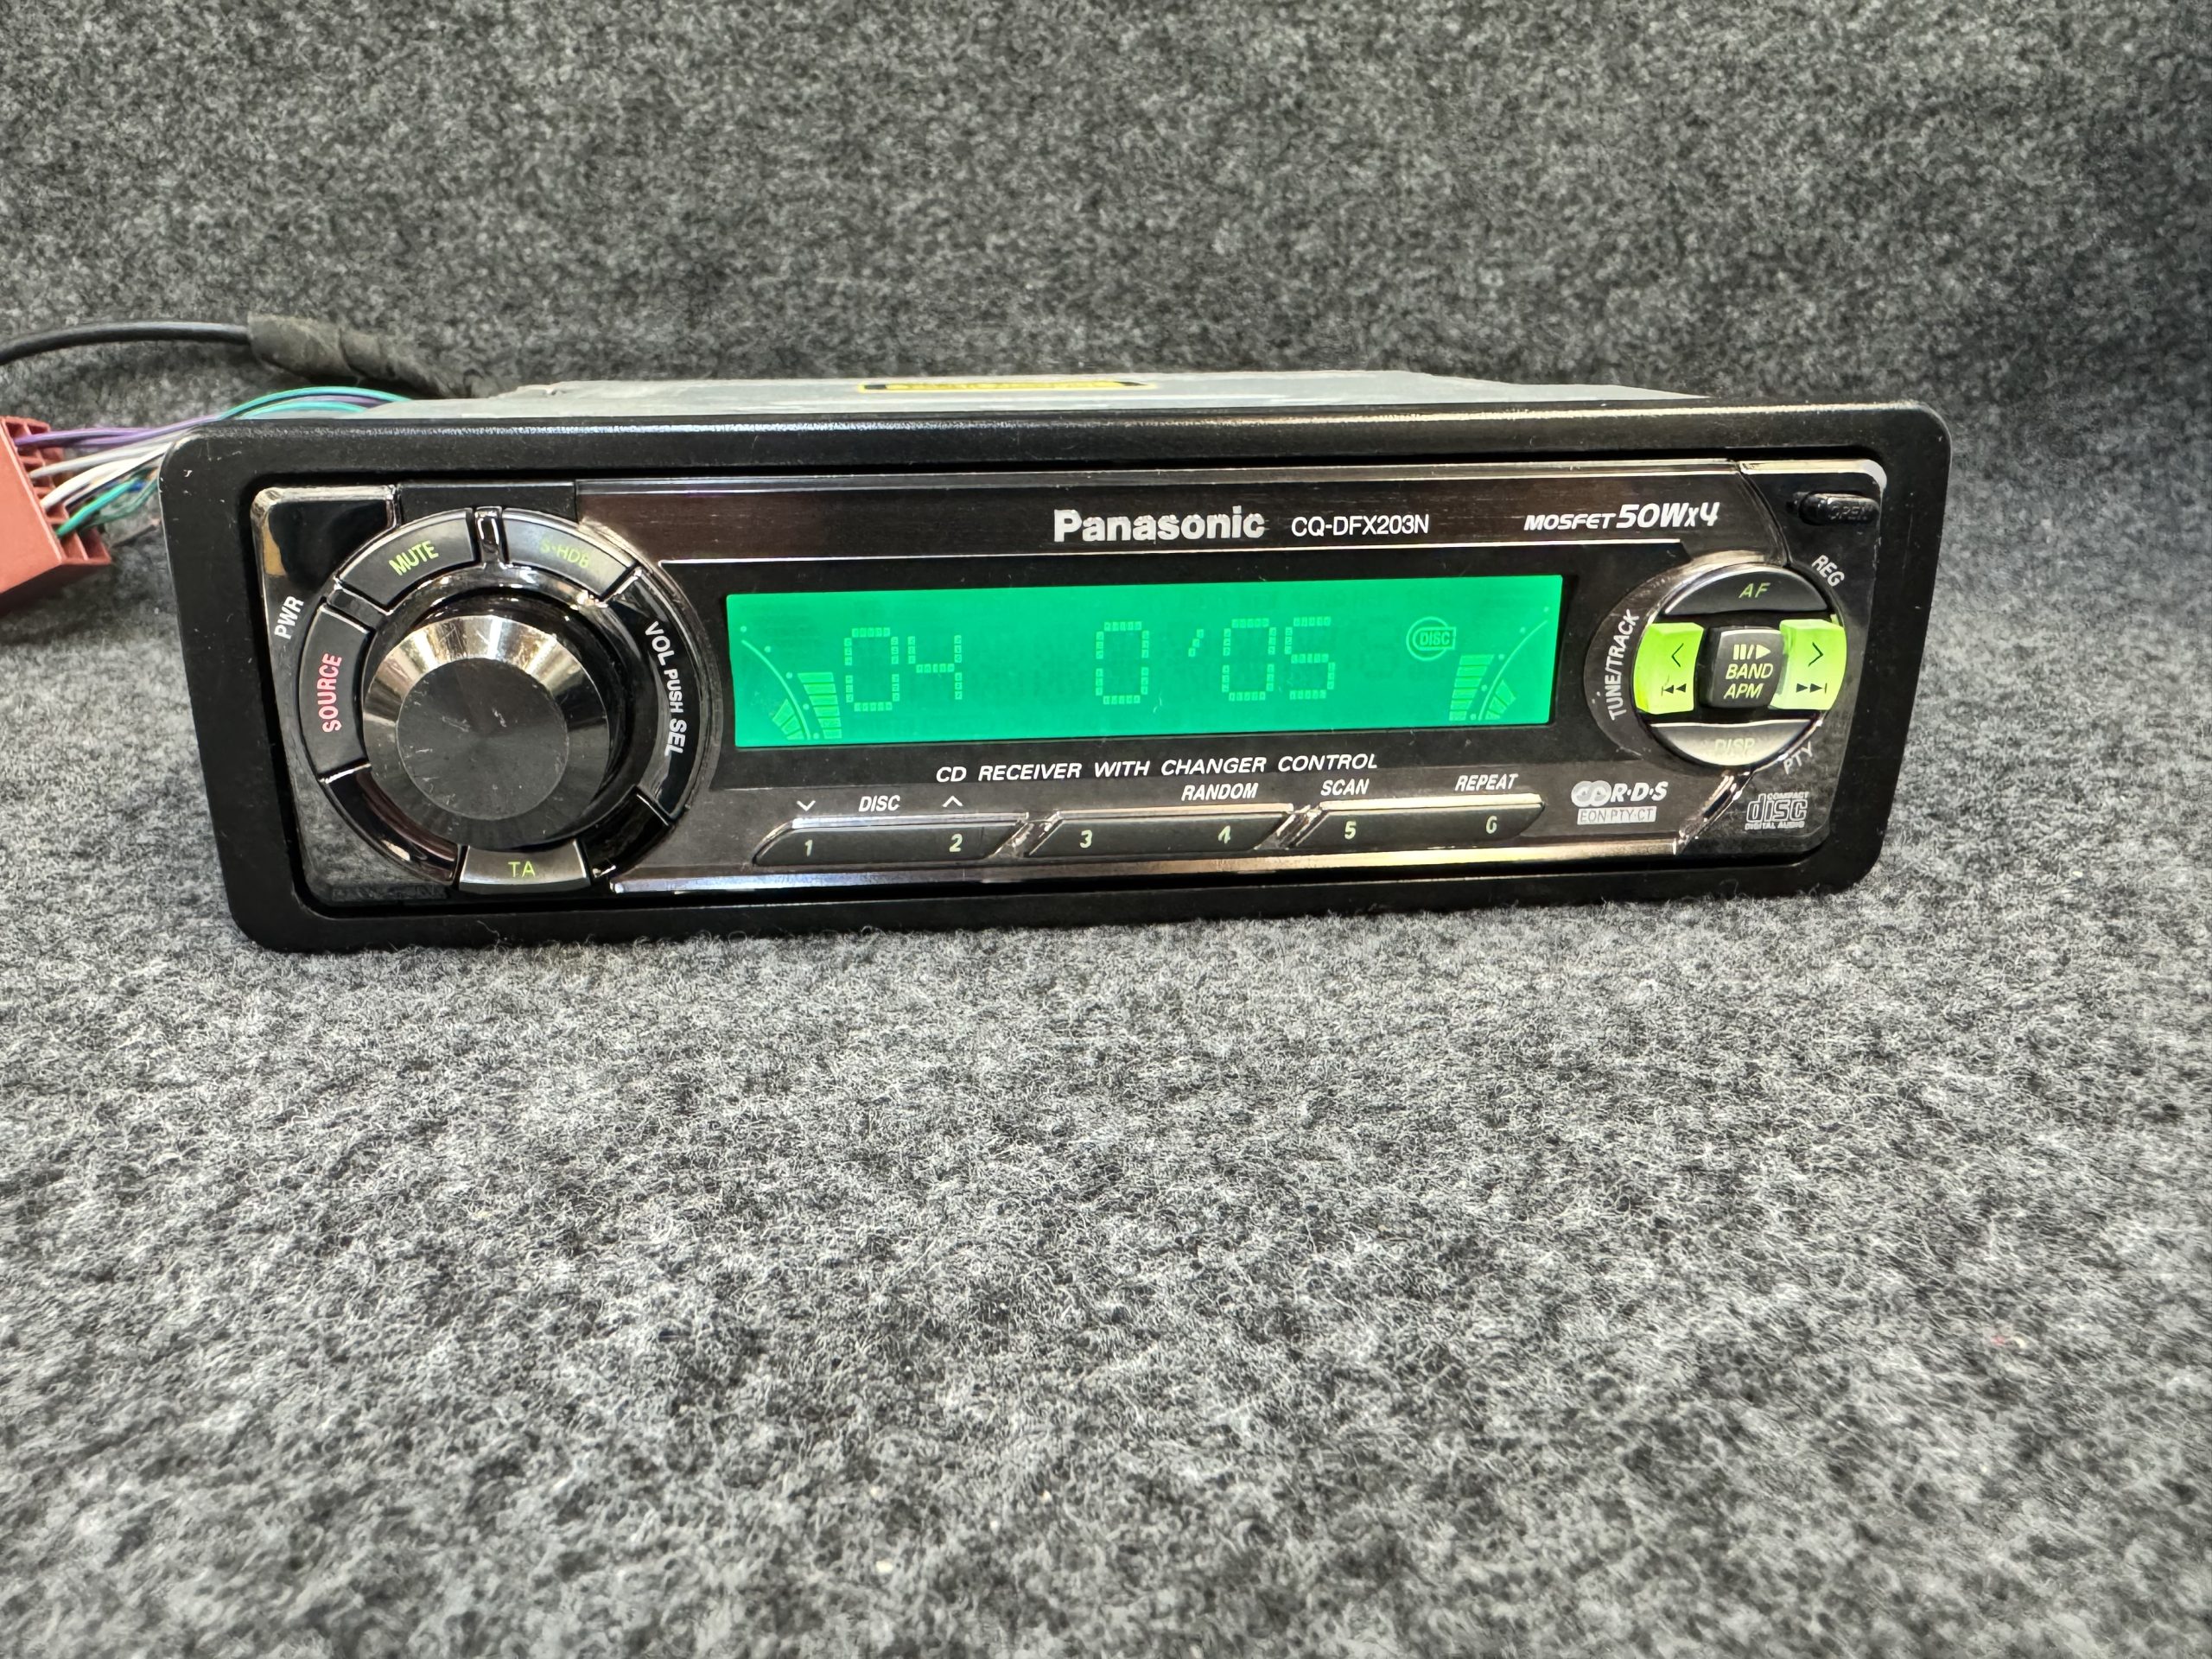 Panasonic CQ-DFX203N MOSFET 50Wx4
OPEN
MUTE
S·HDB
PWR
SOURCE
VOL PUSH SEL
TA
04 0'05
DISC
REG
AF
TUNE/TRACK
BAND
APM
DISP
PTY
CD RECEIVER WITH CHANGER CONTROL
DISC RANDOM SCAN REPEAT
1 2 3 4 5 6
R·D·S
EON PTY·CT
COMPACT
disc
DIGITAL AUDIO